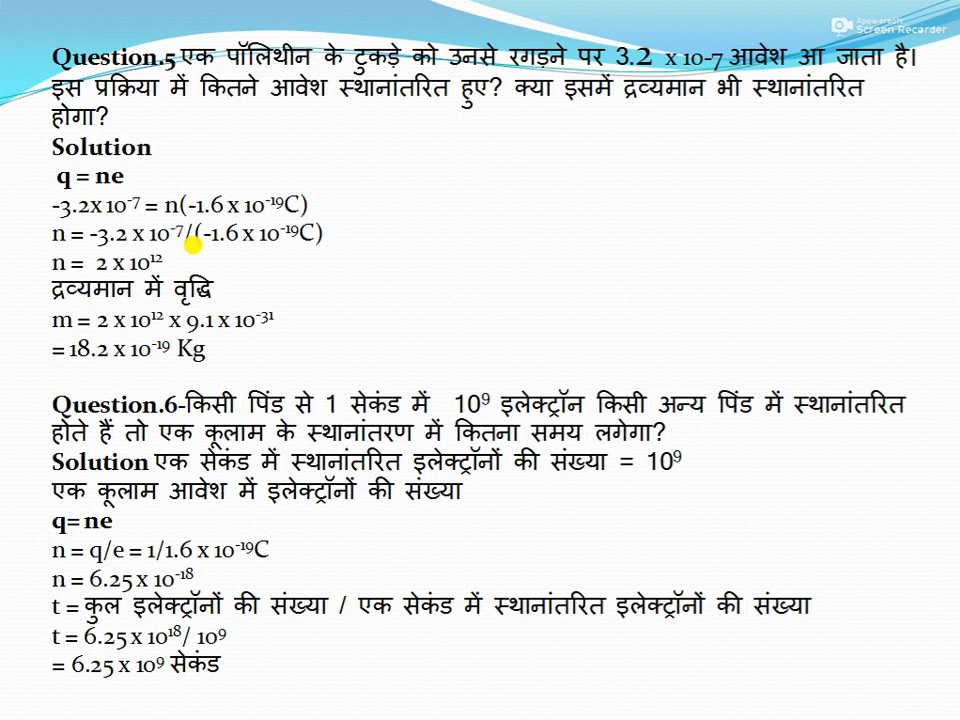 Apowersoft
Screen Recorder
Question.5 एक पॉलिथीन के टुकड़े को उनसे रगड़ने पर 3.2 x 10-7 आवेश आ जाता है।
इस प्रक्रिया में कितने आवेश स्थानांतरित हुए? क्या इसमें द्रव्यमान भी स्थानांतरित
होगा?
Solution
q = ne
-3.2x 10⁻⁷ = n(-1.6 x 10⁻¹⁹C)
n = -3.2 x 10⁻⁷/(-1.6 x 10⁻¹⁹C)
n = 2 x 10¹²
द्रव्यमान में वृद्धि
m = 2 x 10¹² x 9.1 x 10⁻³¹
= 18.2 x 10⁻¹⁹ Kg
Question.6-किसी पिंड से 1 सेकंड में 10⁹ इलेक्ट्रॉन किसी अन्य पिंड में स्थानांतरित
होते हैं तो एक कूलाम के स्थानांतरण में कितना समय लगेगा?
Solution एक सेकंड में स्थानांतरित इलेक्ट्रॉनों की संख्या = 10⁹
एक कूलाम आवेश में इलेक्ट्रॉनों की संख्या
q= ne
n = q/e = 1/1.6 x 10⁻¹⁹C
n = 6.25 x 10⁻¹⁸
t = कुल इलेक्ट्रॉनों की संख्या / एक सेकंड में स्थानांतरित इलेक्ट्रॉनों की संख्या
t = 6.25 x 10¹⁸/ 10⁹
= 6.25 x 10⁹ सेकंड